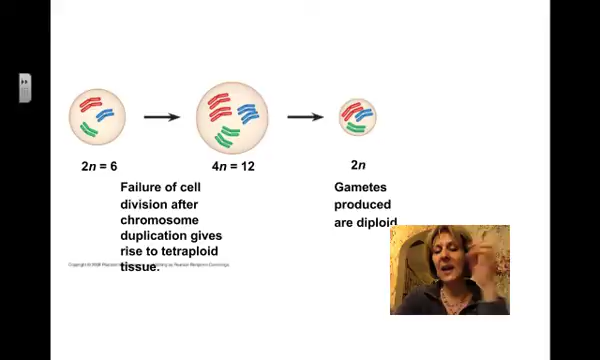 2n = 6
4n = 12
2n
Failure of cell
division after
chromosome
duplication gives
rise to tetraploid
tissue.
Gametes
produced
are diploid